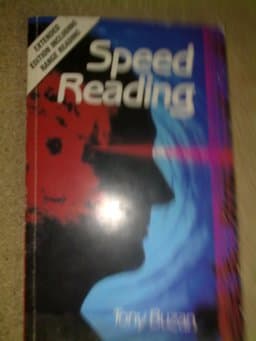 EXTENDED
EDITION INCLUDING
RANGE READING
Speed
Reading
Tony Buzan